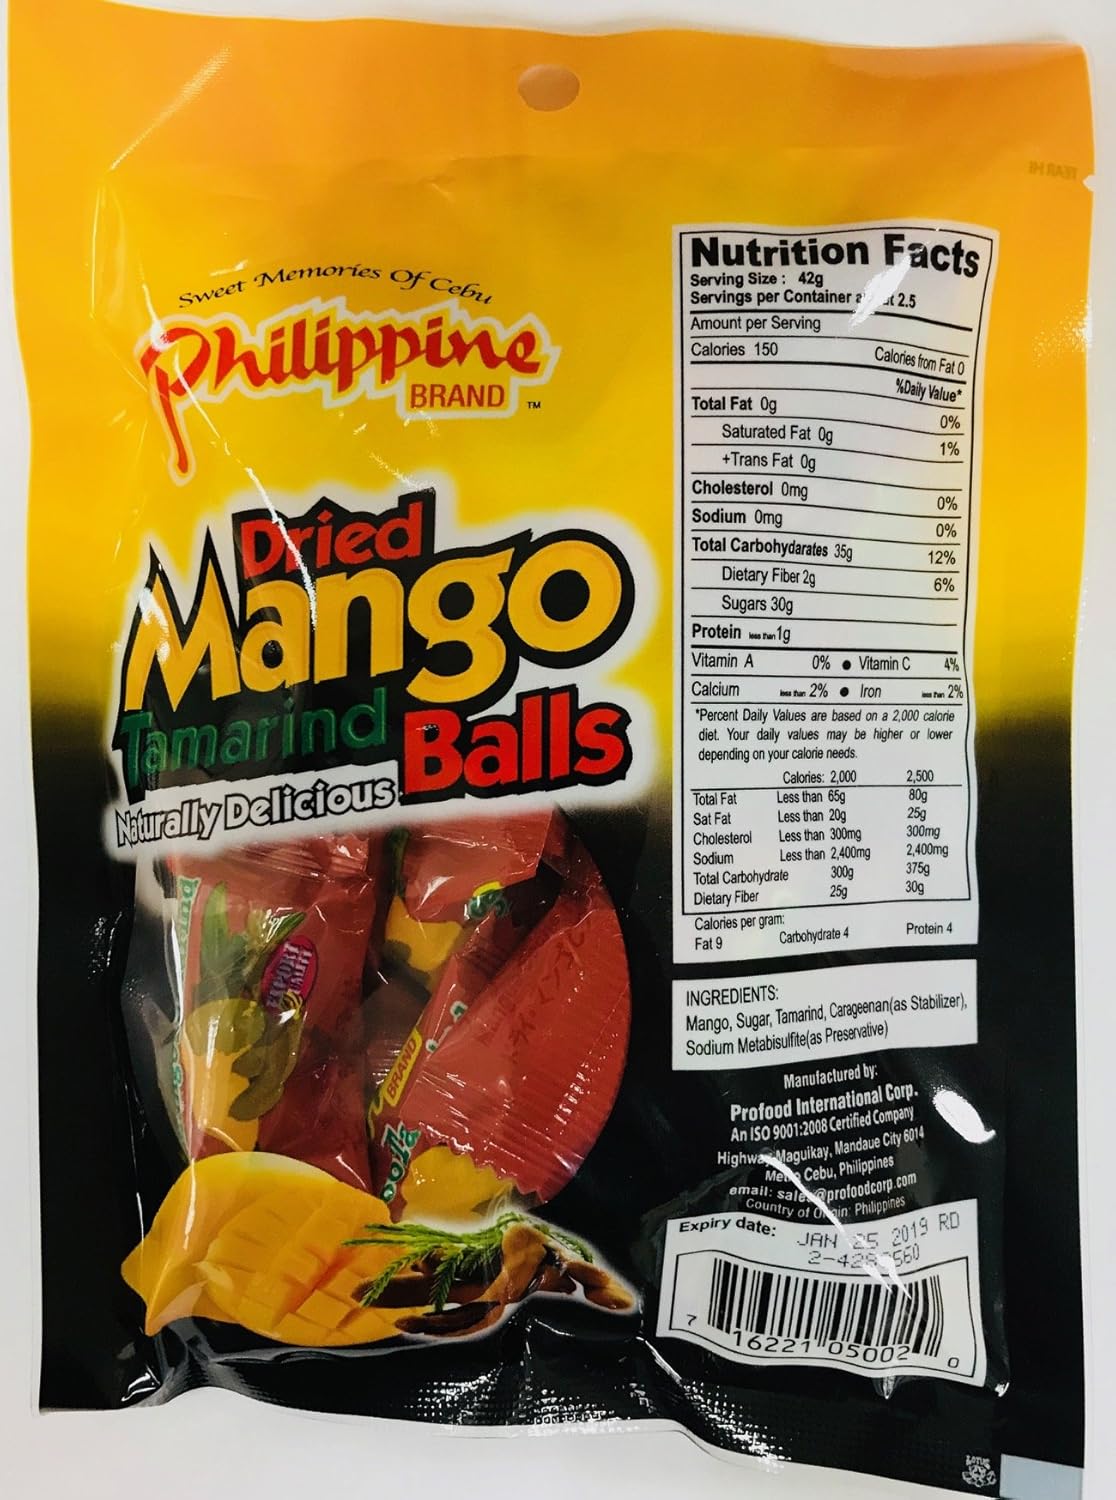 TEAR HE
Sweet Memories Of Cebu
Philippine
BRAND ™
Dried
Mango
Tamarind Balls
Naturally Delicious
EXPORT
BRAND
Nutrition Facts
Serving Size : 42g
Servings per Container 2.5
Amount per Serving
Calories 150 Calories from Fat 0
%Daily Value*
Total Fat 0g 0%
Saturated Fat 0g 1%
+Trans Fat 0g
Cholesterol 0mg 0%
Sodium 0mg 0%
Total Carbohydarates 35g 12%
Dietary Fiber 2g 6%
Sugars 30g
Protein less than 1g
Vitamin A 0% ● Vitamin C 4%
Calcium less than 2% ● Iron less than 2%
*Percent Daily Values are based on a 2,000 calorie
diet. Your daily values may be higher or lower
depending on your calorie needs.
Calories: 2,000 2,500
Total Fat Less than 65g 80g
Sat Fat Less than 20g 25g
Cholesterol Less than 300mg 300mg
Sodium Less than 2,400mg 2,400mg
Total Carbohydrate 300g 375g
Dietary Fiber 25g 30g
Calories per gram:
Fat 9 Carbohydrate 4 Protein 4
INGREDIENTS:
Mango, Sugar, Tamarind, Carageenan(as Stabilizer),
Sodium Metabisulfite(as Preservative)
Manufactured by:
Profood International Corp.
An ISO 9001:2008 Certified Company
Highway Maguikay, Mandaue City 6014
Metro Cebu, Philippines
email: sales@profoodcorp.com
Country of Origin: Philippines
Expiry date: JAN 25 2019 RD
7 16221 05002 0
LOTUS